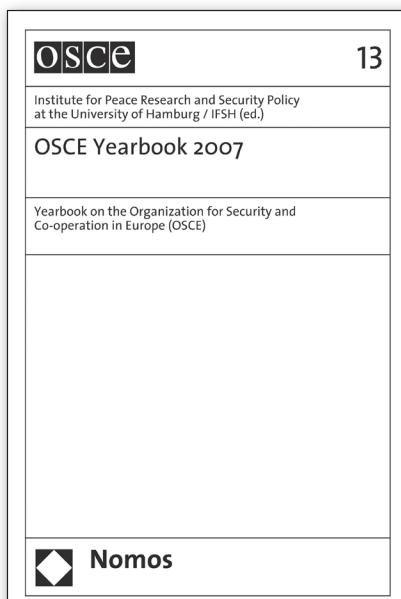 osce 13
Institute for Peace Research and Security Policy
at the University of Hamburg / IFSH (ed.)
OSCE Yearbook 2007
Yearbook on the Organization for Security and
Co-operation in Europe (OSCE)
Nomos